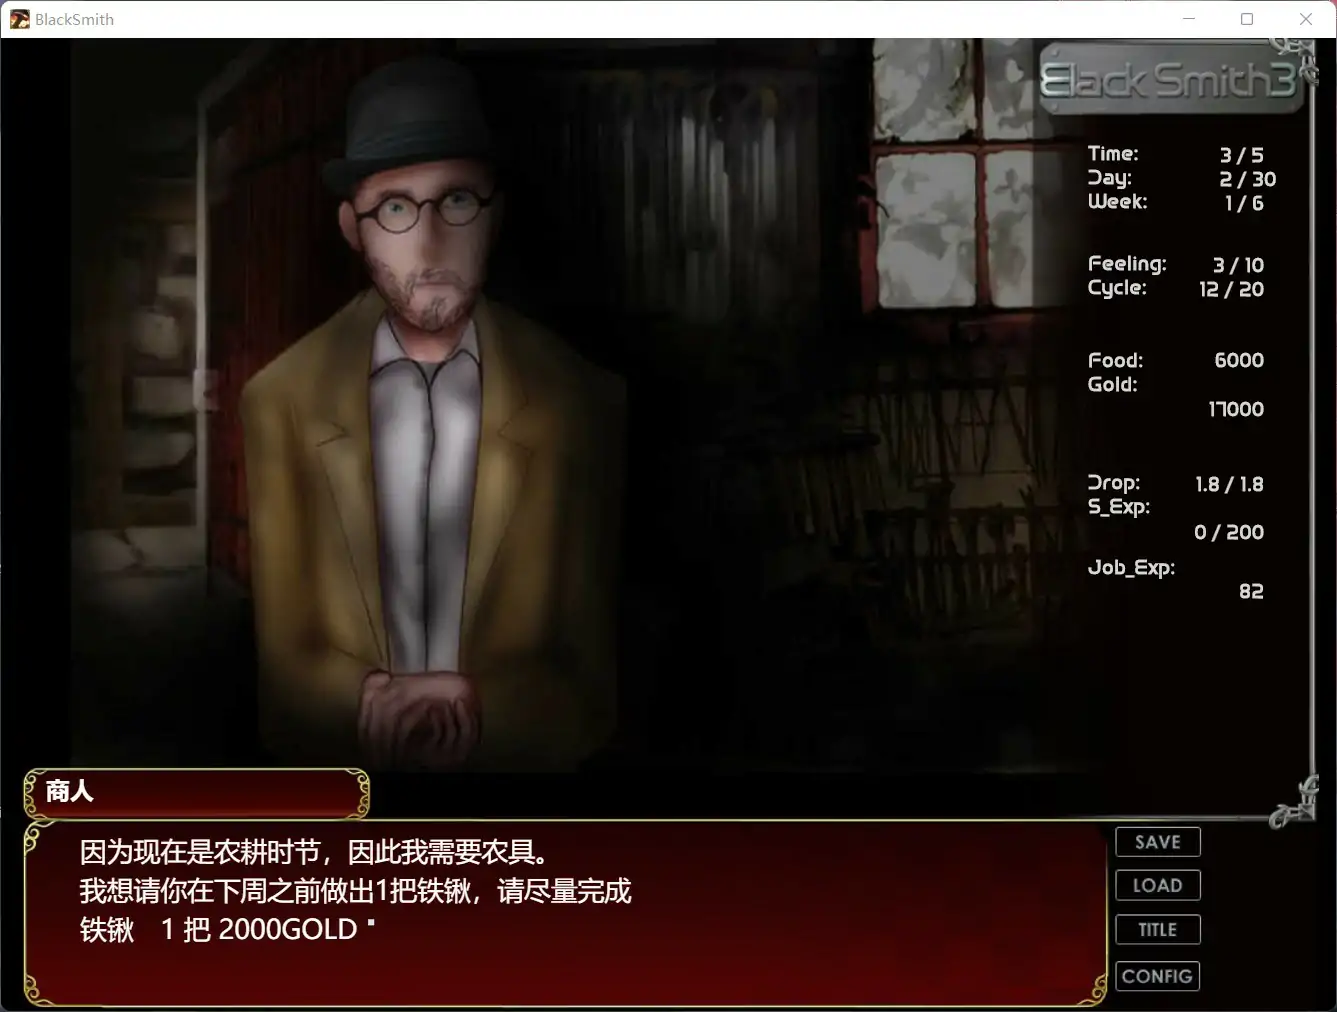 BlackSmith
Black Smith3
Time: 3 / 5
Day: 2 / 30
Week: 1 / 6
Feeling: 3 / 10
Cycle: 12 / 20
Food: 6000
Gold:
17000
Drop: 1.8 / 1.8
S_Exp:
0 / 200
Job_Exp:
82
商人
因为现在是农耕时节，因此我需要农具。
我想请你在下周之前做出1把铁锹，请尽量完成
铁锹 1 把 2000GOLD
SAVE
LOAD
TITLE
CONFIG